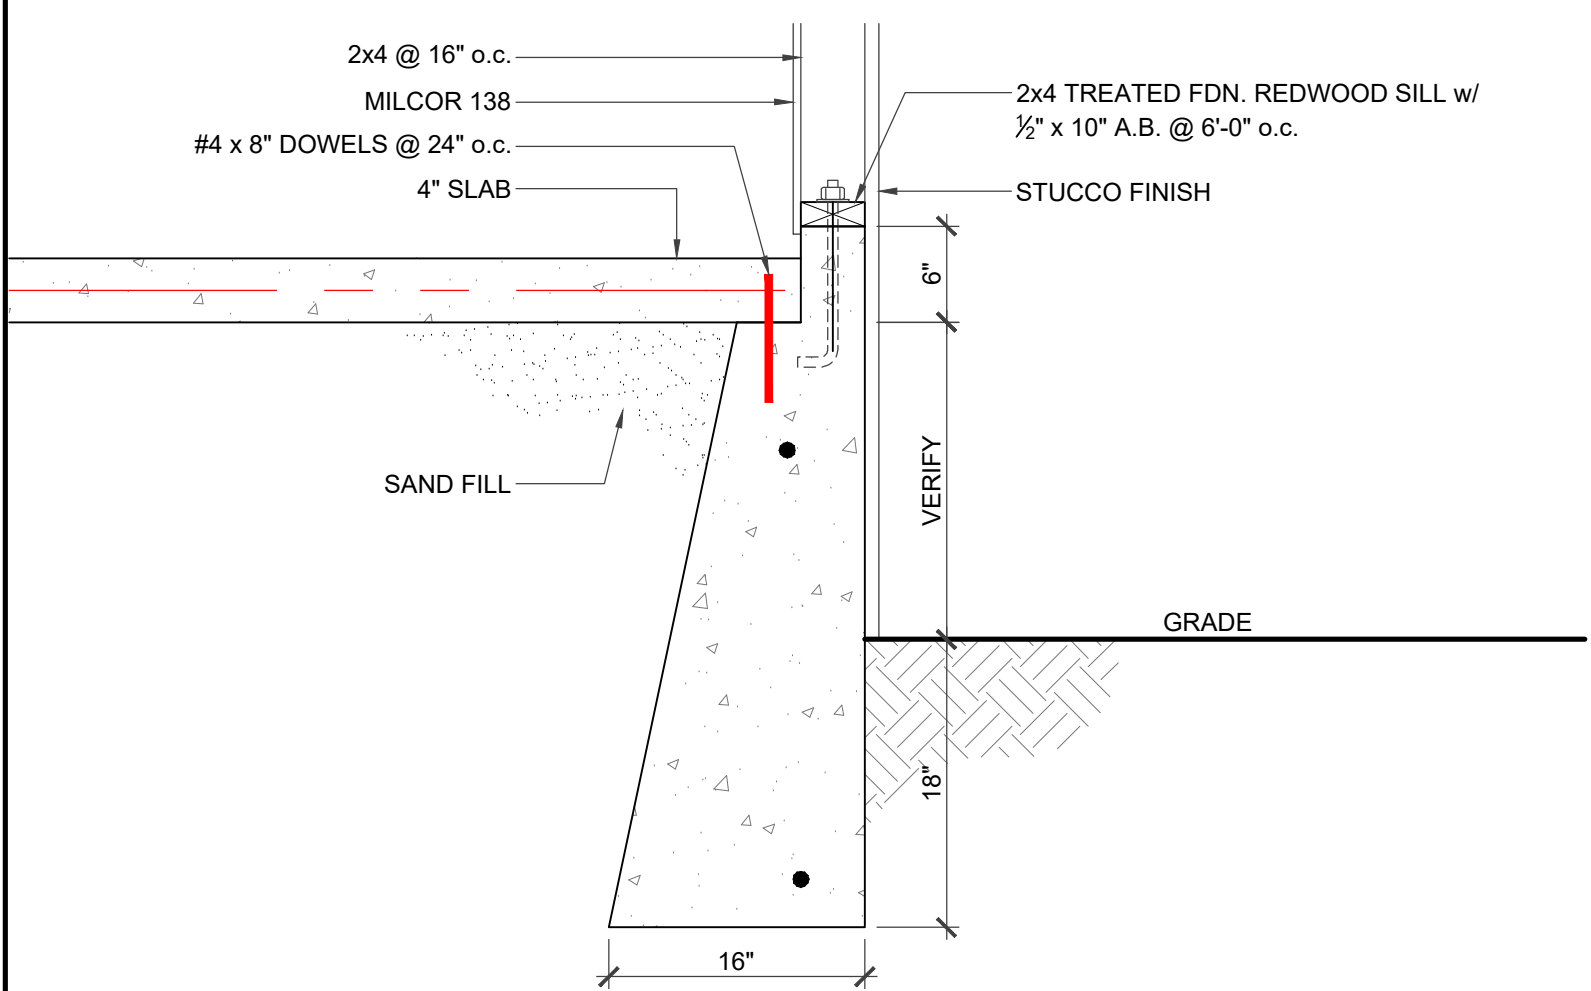 2x4 @ 16" o.c.
MILCOR 138
#4 x 8" DOWELS @ 24" o.c.
4" SLAB
2x4 TREATED FDN. REDWOOD SILL w/
½" x 10" A.B. @ 6'-0" o.c.
STUCCO FINISH
6"
SAND FILL
VERIFY
GRADE
18"
16"